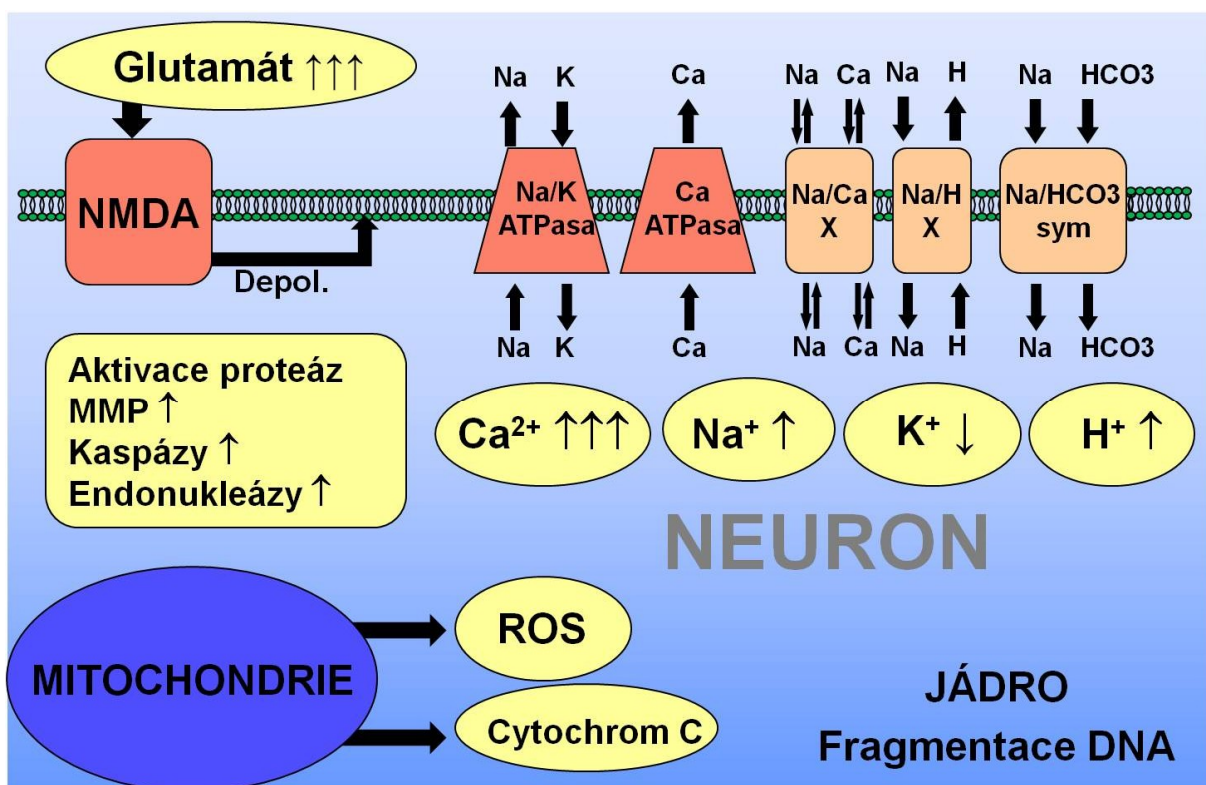 Glutamát ↑↑↑
NMDA
Depol.
Na K
Na/K
ATPasa
Na K
Ca
Ca
ATPasa
Ca
Na Ca
Na/Ca
X
Na Ca
Na H
Na/H
X
Na H
Na HCO3
Na/HCO3
sym
Na HCO3
Aktivace proteáz
MMP ↑
Kaspázy ↑
Endonukleázy ↑
Ca²⁺ ↑↑↑
Na⁺ ↑
K⁺ ↓
H⁺ ↑
NEURON
MITOCHONDRIE
ROS
Cytochrom C
JÁDRO
Fragmentace DNA